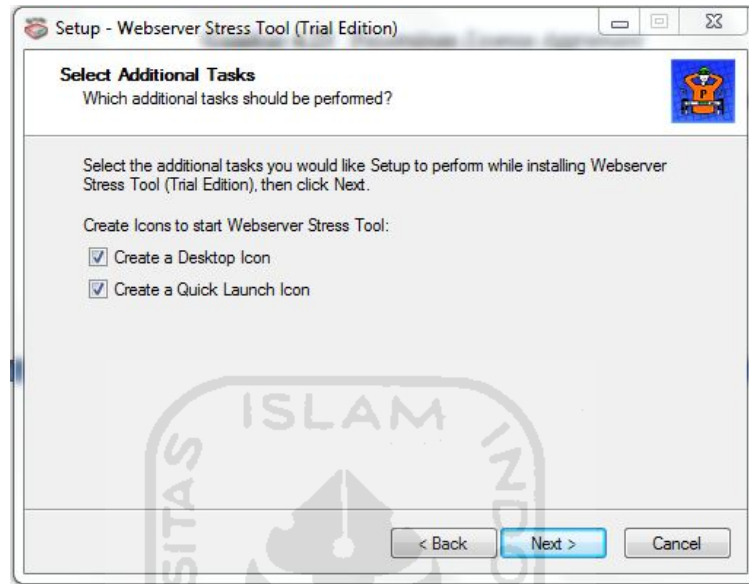 Setup - Webserver Stress Tool (Trial Edition)
Select Additional Tasks
Which additional tasks should be performed?
P
Select the additional tasks you would like Setup to perform while installing Webserver
Stress Tool (Trial Edition), then click Next.
Create Icons to start Webserver Stress Tool:
Create a Desktop Icon
Create a Quick Launch Icon
ISLAM
SITAS
INDO
< Back
Next >
Cancel